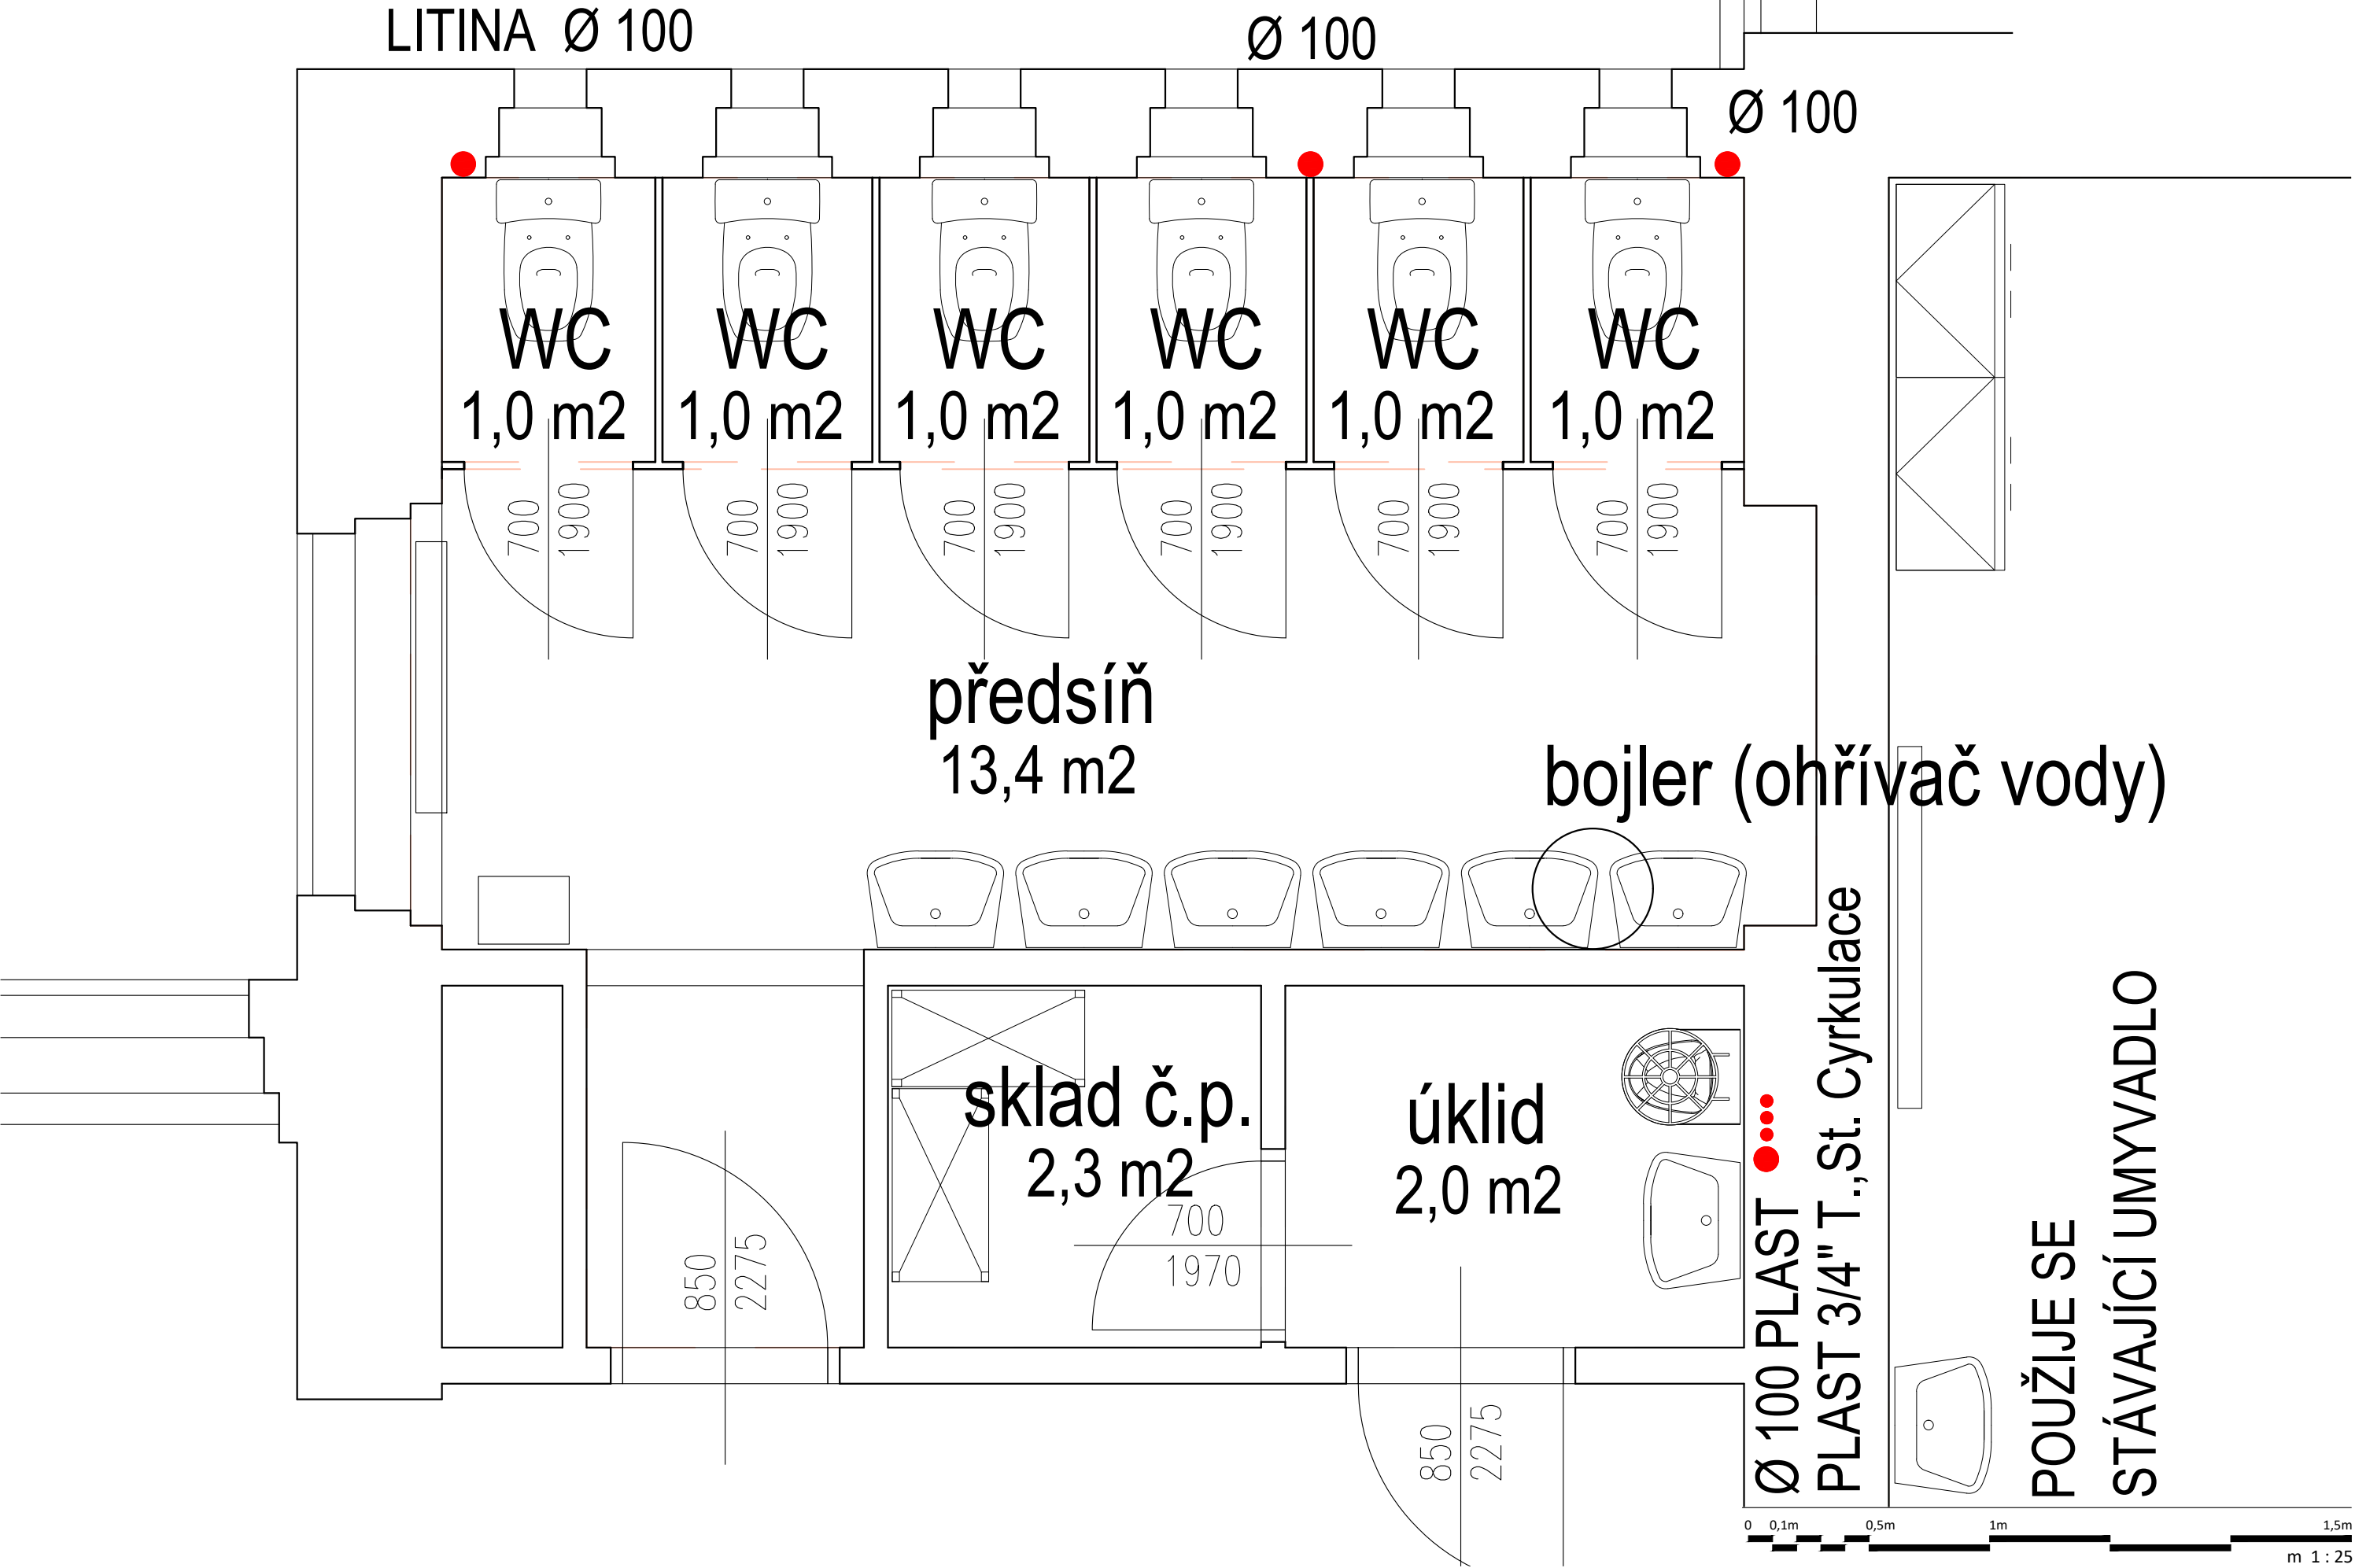 LITINA Ø 100
Ø 100
Ø 100
WC
1,0 m2
WC
1,0 m2
WC
1,0 m2
WC
1,0 m2
WC
1,0 m2
WC
1,0 m2
700
1900
700
1900
700
1900
700
1900
700
1900
700
1900
předsíň
13,4 m2
bojler (ohřívač vody)
sklad č.p.
2,3 m2
700
1970
úklid
2,0 m2
850
2275
850
2275
Ø 100 PLAST
PLAST 3/4" T.,St. Cyrkulace
POUŽIJE SE
STÁVAJÍCÍ UMYVADLO
0 0,1m 0,5m 1m 1,5m
m 1 : 25